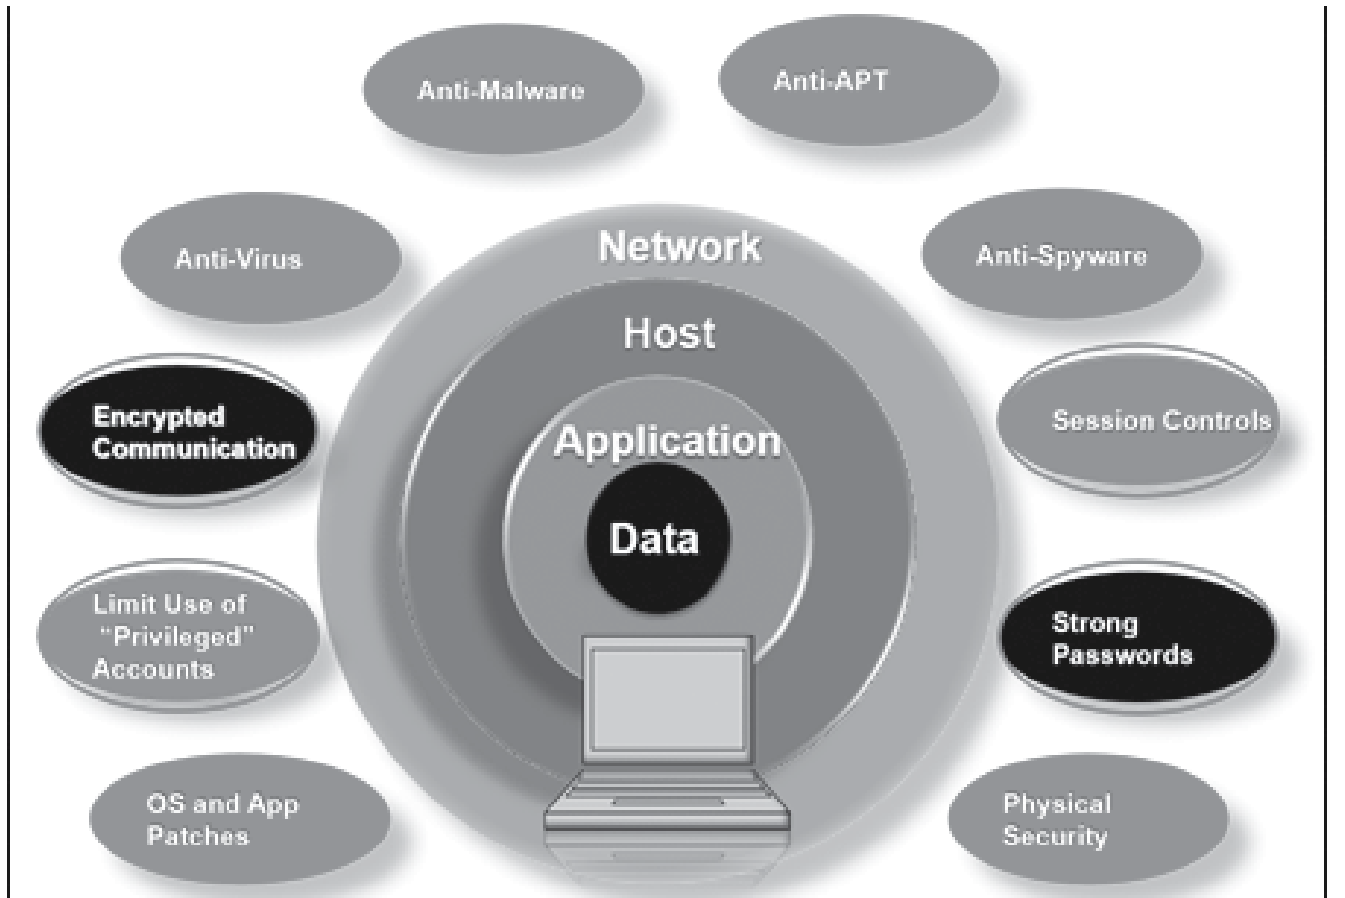 Anti-Malware
Anti-APT
Anti-Virus
Network
Anti-Spyware
Host
Encrypted
Communication
Application
Session Controls
Data
Limit Use of
"Privileged"
Accounts
Strong
Passwords
OS and App
Patches
Physical
Security